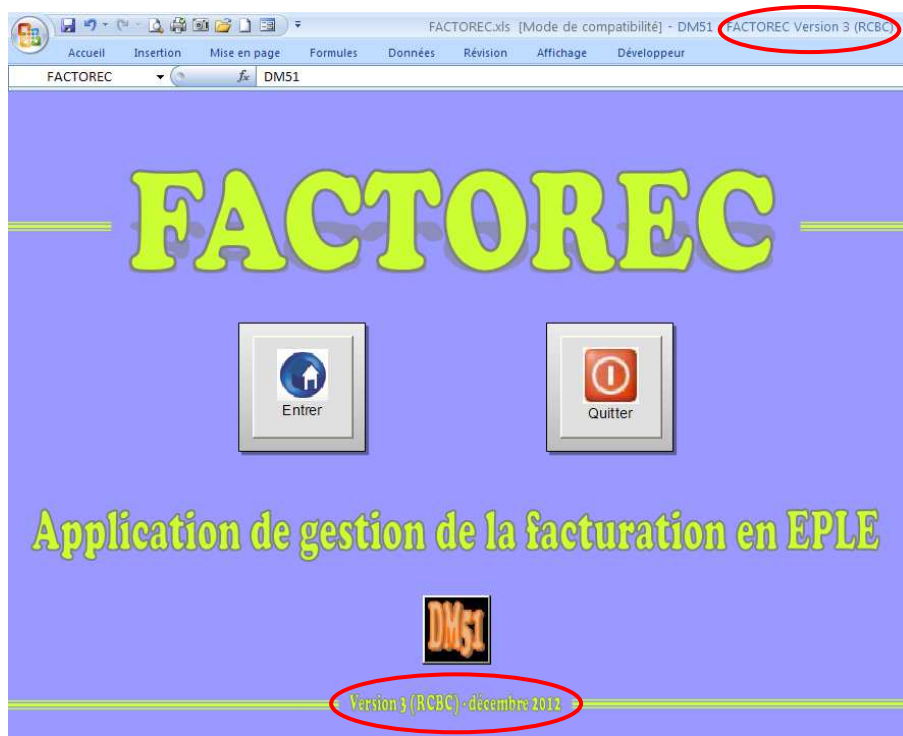 FACTOREC.xls [Mode de compatibilité] - DM51 FACTOREC Version 3 (RCBC)
Accueil Insertion Mise en page Formules Données Révision Affichage Développeur
FACTOREC fx DM51
FACTOREC
Entrer Quitter
Application de gestion de la facturation en EPLE
DM51
Version 3 (RCBC) - décembre 2012